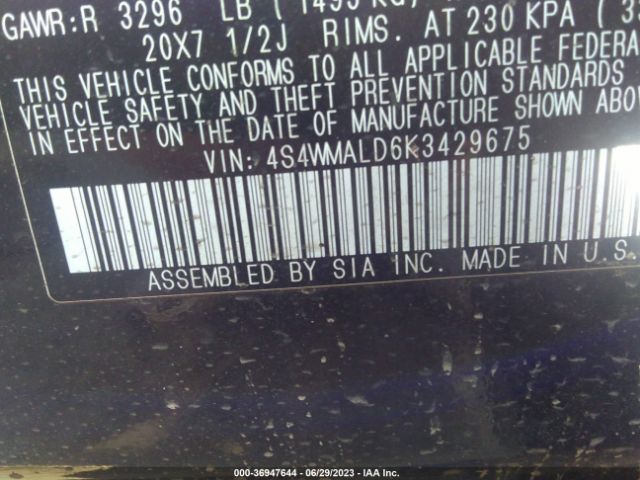 GAWR:R 3296 LB ( 1495 KG)
20X7 1/2J RIMS. AT 230 KPA (
THIS VEHICLE CONFORMS TO ALL APPLICABLE FEDERA
VEHICLE SAFETY AND THEFT PREVENTION STANDARDS
IN EFFECT ON THE DATE OF MANUFACTURE SHOWN ABO
VIN: 4S4WMALD6K3429675
ASSEMBLED BY SIA INC. MADE IN U.S.
000-36947644 / 06/29/2023 - IAA Inc.